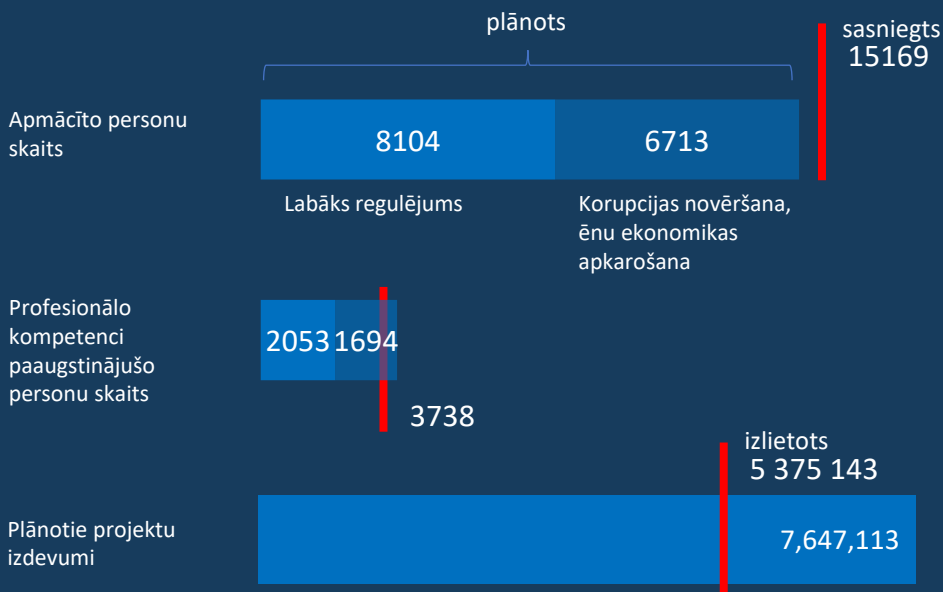 plānots
sasniegts
15169
Apmācīto personu
skaits
8104
6713
Labāks regulējums
Korupcijas novēršana,
ēnu ekonomikas
apkarošana
Profesionālo
kompetenci
paaugstinājušo
personu skaits
2053
1694
3738
izlietots
5 375 143
Plānotie projektu
izdevumi
7,647,113